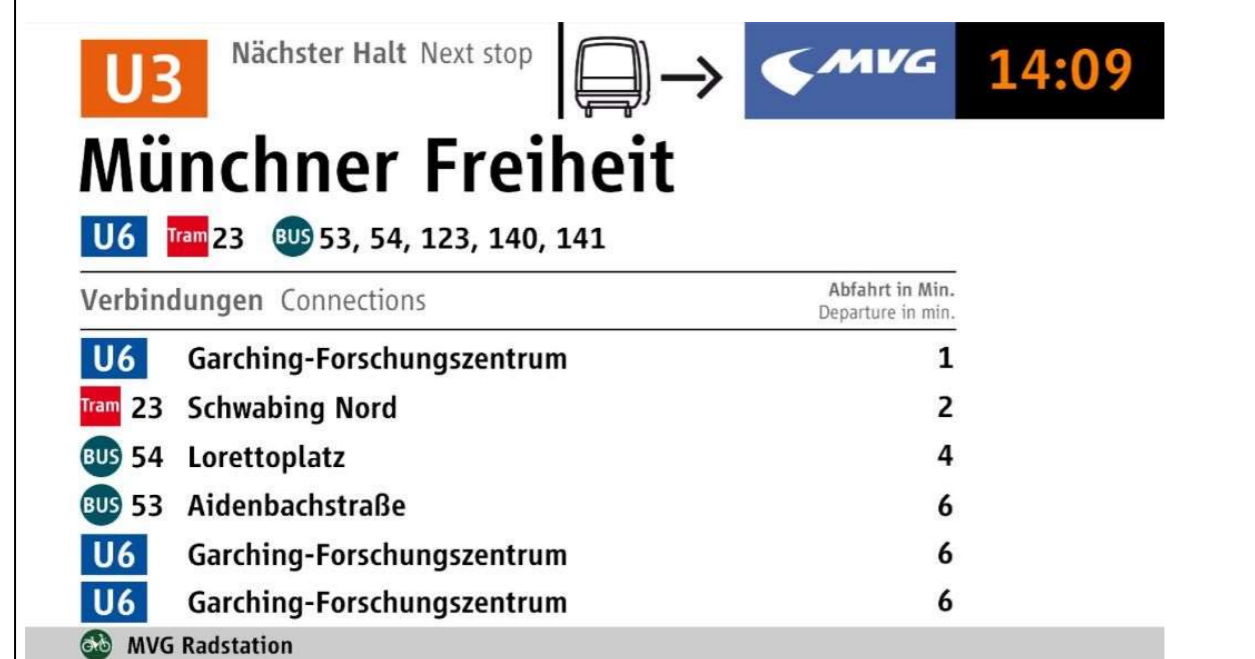 U3 Nächster Halt Next stop MVG 14:09
Münchner Freiheit
U6 Tram 23 BUS 53, 54, 123, 140, 141
Verbindungen Connections Abfahrt in Min.
Departure in min.
U6 Garching-Forschungszentrum 1
Tram 23 Schwabing Nord 2
BUS 54 Lorettoplatz 4
BUS 53 Aidenbachstraße 6
U6 Garching-Forschungszentrum 6
U6 Garching-Forschungszentrum 6
MVG Radstation